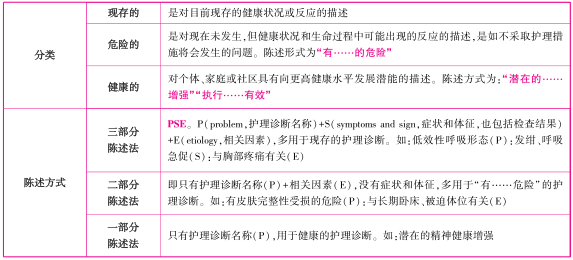 分类
现存的
是对目前现存的健康状况或反应的描述
危险的
是对现在未发生,但健康状况和生命过程中可能出现的反应的描述,是如不采取护理措
施将会发生的问题。陈述形式为“有……的危险”
健康的
对个体、家庭或社区具有向更高健康水平发展潜能的描述。陈述方式为:“潜在的……
增强”“执行……有效”
陈述方式
三部分
陈述法
PSE。P(problem,护理诊断名称)+S(symptoms and sign,症状和体征,也包括检查结果)
+E(etiology,相关因素),多用于现存的护理诊断。如:低效性呼吸形态(P):发绀、呼吸
急促(S):与胸部疼痛有关(E)
二部分
陈述法
即只有护理诊断名称(P)+相关因素(E),没有症状和体征,多用于“有……危险”的护
理诊断。如:有皮肤完整性受损的危险(P):与长期卧床、被迫体位有关(E)
一部分
陈述法
只有护理诊断名称(P),用于健康的护理诊断。如:潜在的精神健康增强